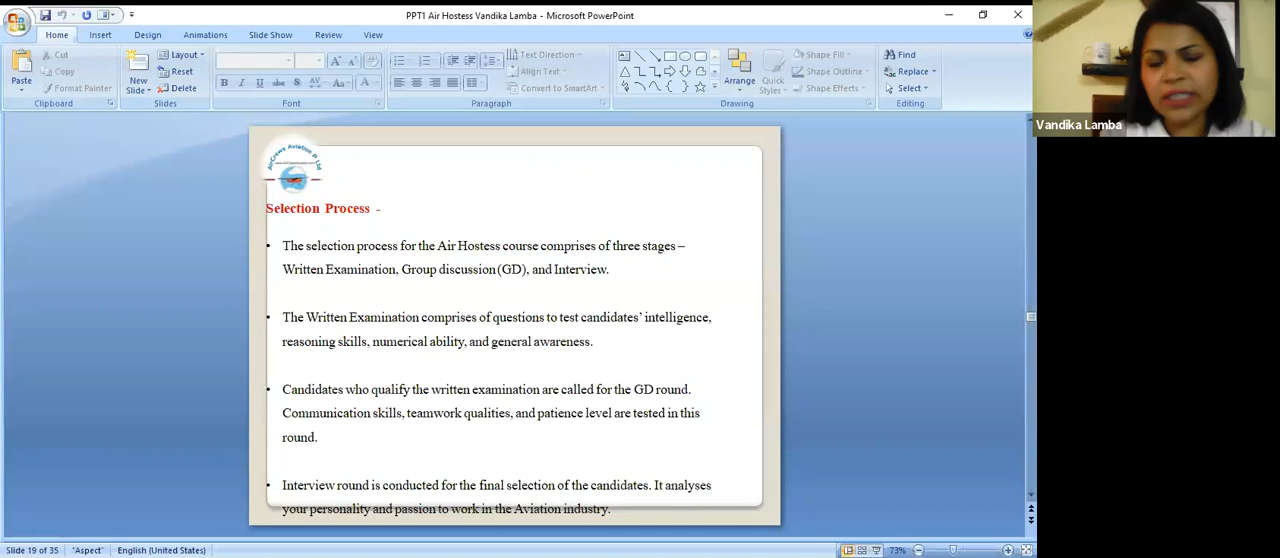 PPT1 Air Hostess Vandika Lamba - Microsoft PowerPoint
Home Insert Design Animations Slide Show Review View
Paste
Cut
Copy
Format Painter
Clipboard
New Slide
Layout
Reset
Delete
Slides
B I U S AV Aa A
Font
Text Direction
Align Text
Convert to SmartArt
Paragraph
Arrange
Quick Styles
Shape Fill
Shape Outline
Shape Effects
Drawing
Find
Replace
Select
Editing
Vandika Lamba
AirCrews Aviation P Ltd
Selection Process -
• The selection process for the Air Hostess course comprises of three stages –
Written Examination, Group discussion (GD), and Interview.
• The Written Examination comprises of questions to test candidates’ intelligence,
reasoning skills, numerical ability, and general awareness.
• Candidates who qualify the written examination are called for the GD round.
Communication skills, teamwork qualities, and patience level are tested in this
round.
• Interview round is conducted for the final selection of the candidates. It analyses
your personality and passion to work in the Aviation industry.
Slide 19 of 35 "Aspect" English (United States) 73%